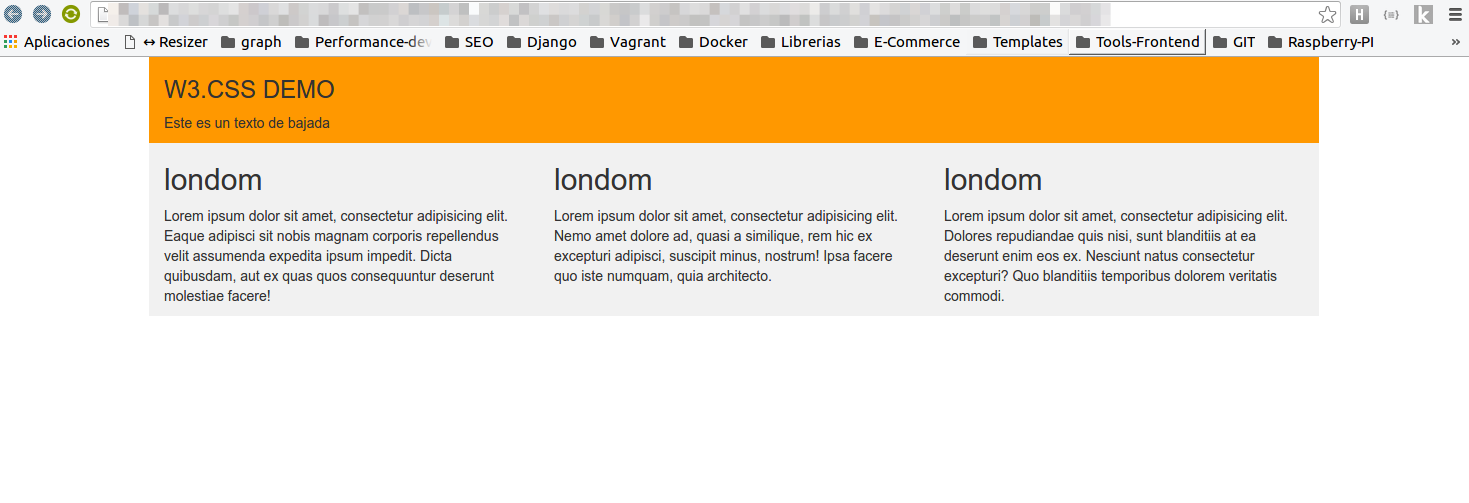 Aplicaciones ↔ Resizer graph Performance-dev SEO Django Vagrant Docker Librerias E-Commerce Templates Tools-Frontend GIT Raspberry-PI »
W3.CSS DEMO
Este es un texto de bajada
londom
Lorem ipsum dolor sit amet, consectetur adipisicing elit.
Eaque adipisci sit nobis magnam corporis repellendus
velit assumenda expedita ipsum impedit. Dicta
quibusdam, aut ex quas quos consequuntur deserunt
molestiae facere!
londom
Lorem ipsum dolor sit amet, consectetur adipisicing elit.
Nemo amet dolore ad, quasi a similique, rem hic ex
excepturi adipisci, suscipit minus, nostrum! Ipsa facere
quo iste numquam, quia architecto.
londom
Lorem ipsum dolor sit amet, consectetur adipisicing elit.
Dolores repudiandae quis nisi, sunt blanditiis at ea
deserunt enim eos ex. Nesciunt natus consectetur
excepturi? Quo blanditiis temporibus dolorem veritatis
commodi.